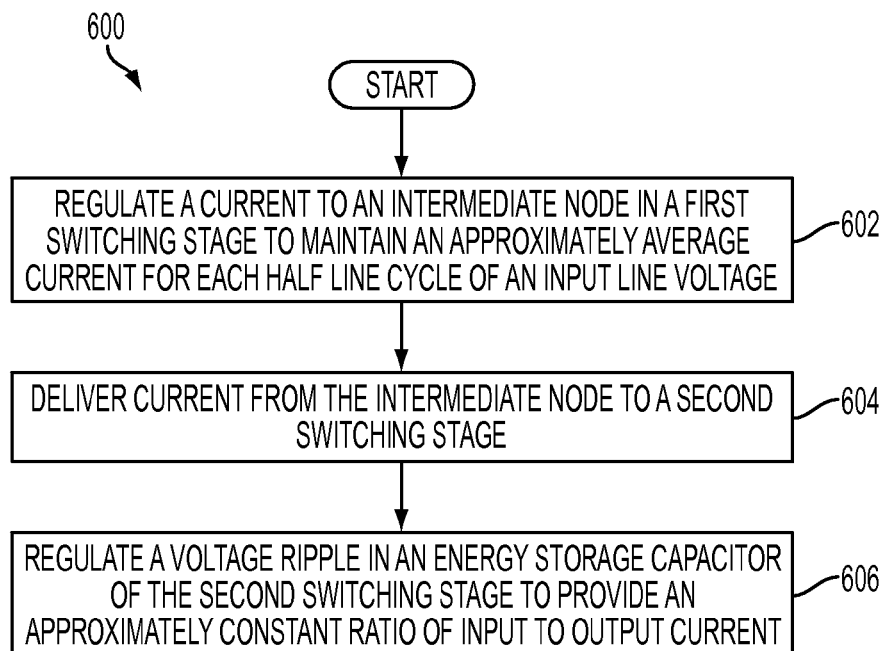 600
START
REGULATE A CURRENT TO AN INTERMEDIATE NODE IN A FIRST
SWITCHING STAGE TO MAINTAIN AN APPROXIMATELY AVERAGE
CURRENT FOR EACH HALF LINE CYCLE OF AN INPUT LINE VOLTAGE
602
DELIVER CURRENT FROM THE INTERMEDIATE NODE TO A SECOND
SWITCHING STAGE
604
REGULATE A VOLTAGE RIPPLE IN AN ENERGY STORAGE CAPACITOR
OF THE SECOND SWITCHING STAGE TO PROVIDE AN
APPROXIMATELY CONSTANT RATIO OF INPUT TO OUTPUT CURRENT
606